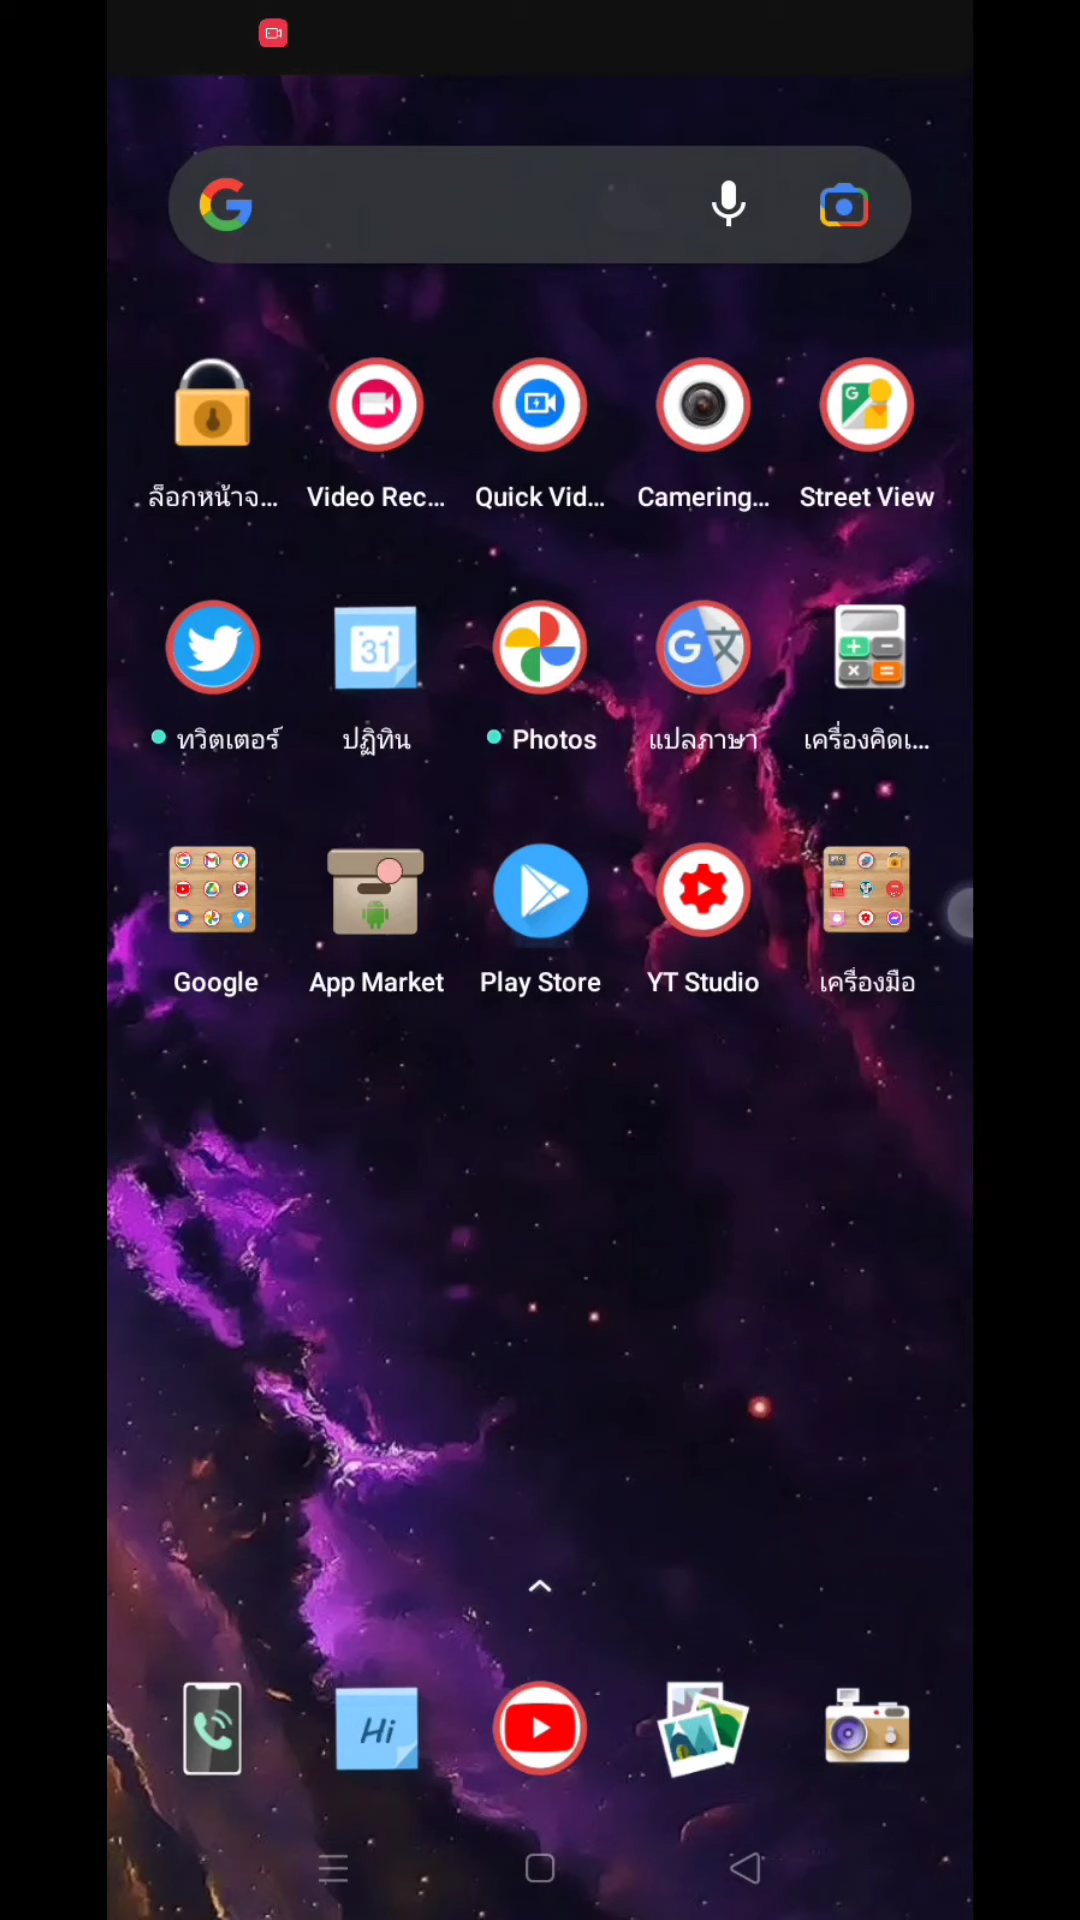 ล็อกหน้าจ...
Video Rec...
Quick Vid...
Camering...
Street View
ทวิตเตอร์
31
ปฏิทิน
Photos
แปลภาษา
เครื่องคิดเ...
Google
App Market
Play Store
YT Studio
เครื่องมือ
Hi